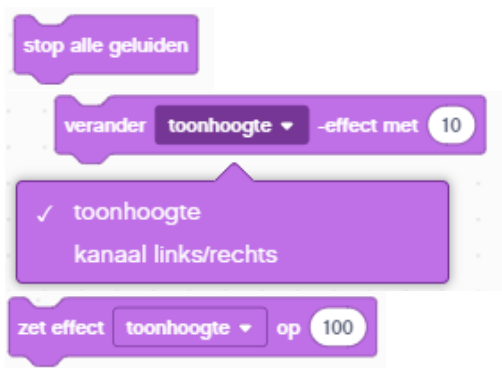 stop alle geluiden
verander toonhoogte -effect met 10
✓ toonhoogte
kanaal links/rechts
zet effect toonhoogte op 100